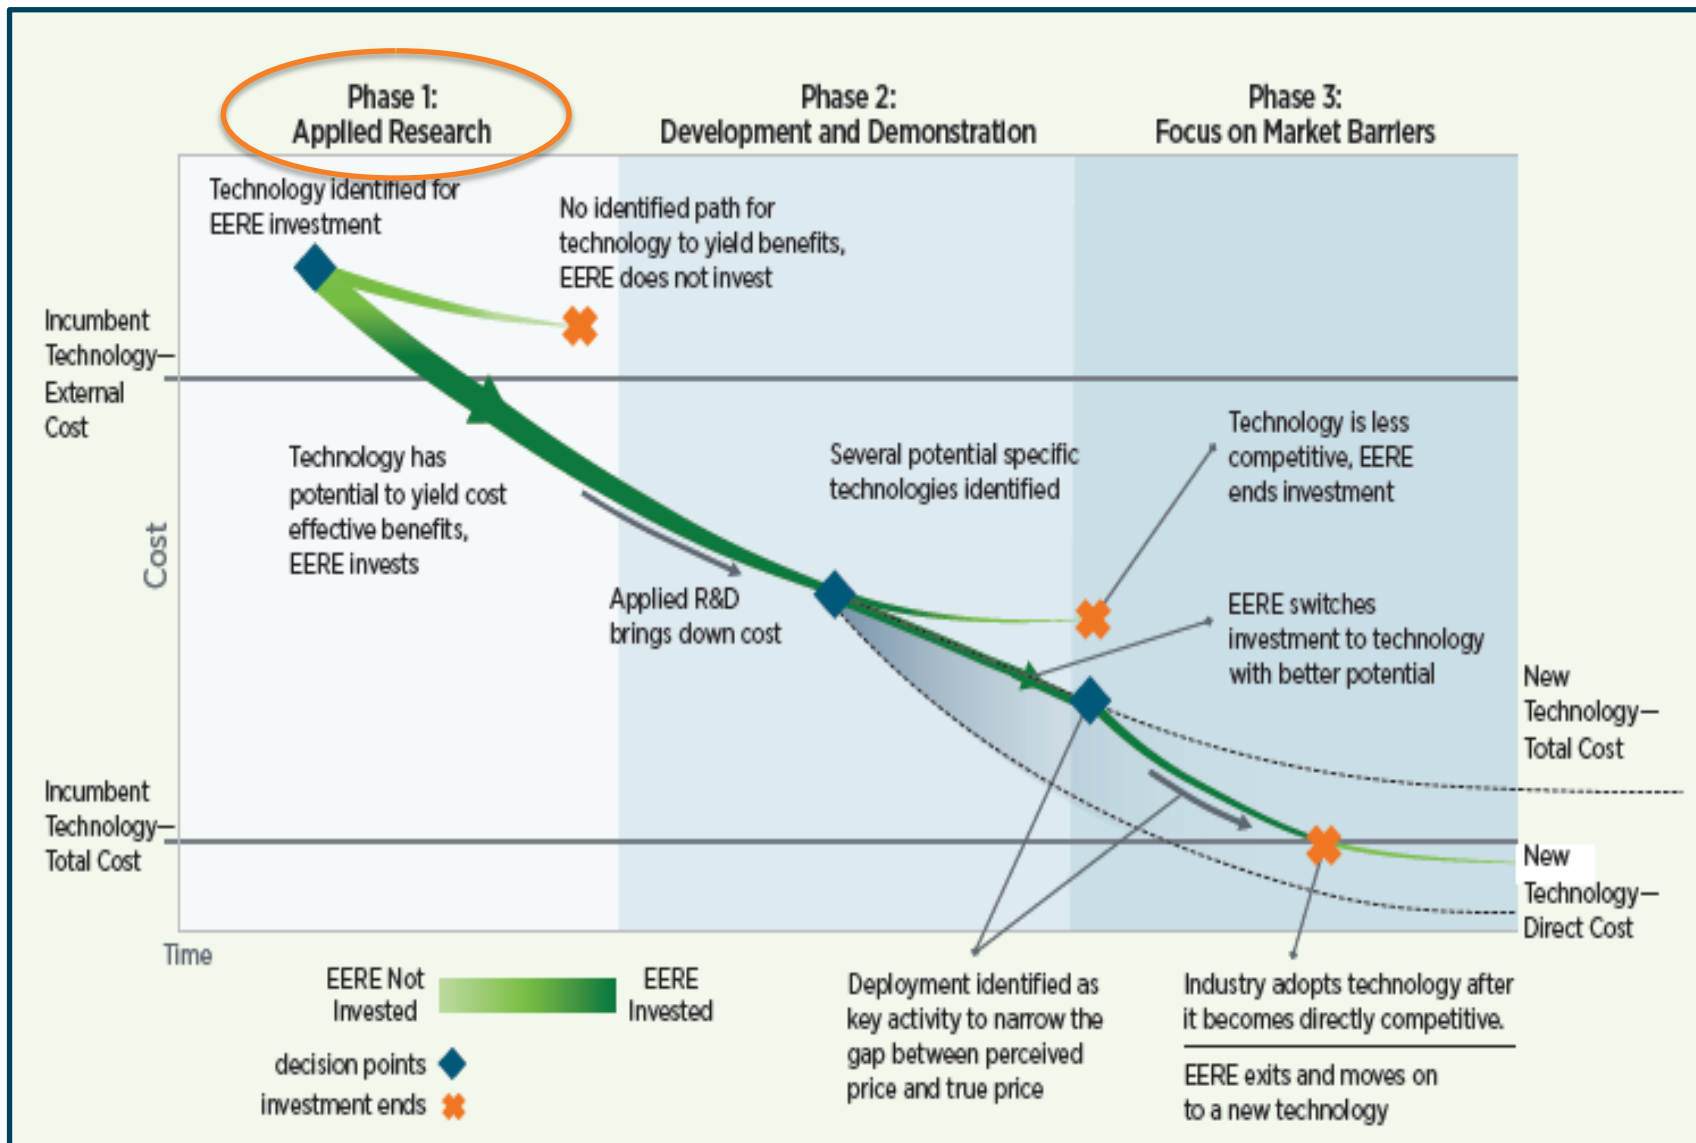 Phase 1:
Applied Research
Phase 2:
Development and Demonstration
Phase 3:
Focus on Market Barriers
Technology identified for
EERE investment
No identified path for
technology to yield benefits,
EERE does not invest
Incumbent
Technology—
External
Cost
Technology has
potential to yield cost
effective benefits,
EERE invests
Several potential specific
technologies identified
Technology is less
competitive, EERE
ends investment
Cost
Applied R&D
brings down cost
EERE switches
investment to technology
with better potential
New
Technology—
Total Cost
Incumbent
Technology—
Total Cost
New
Technology—
Direct Cost
Time
EERE Not
Invested
EERE
Invested
decision points
investment ends
Deployment identified as
key activity to narrow the
gap between perceived
price and true price
Industry adopts technology after
it becomes directly competitive.
EERE exits and moves on
to a new technology